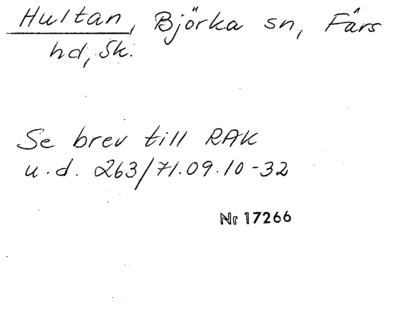 Hultan, Björka sn, Färs
hd, Sk.
Se brev till RAK
u.d. 263/71.09.10-32
Nr 17266